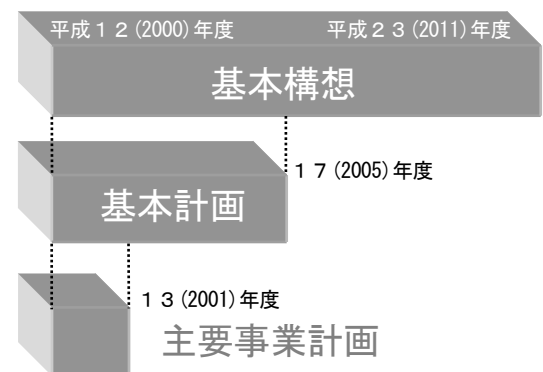 平成１２(2000)年度 平成２３(2011)年度
基本構想
１７(2005)年度
基本計画
１３(2001)年度
主要事業計画